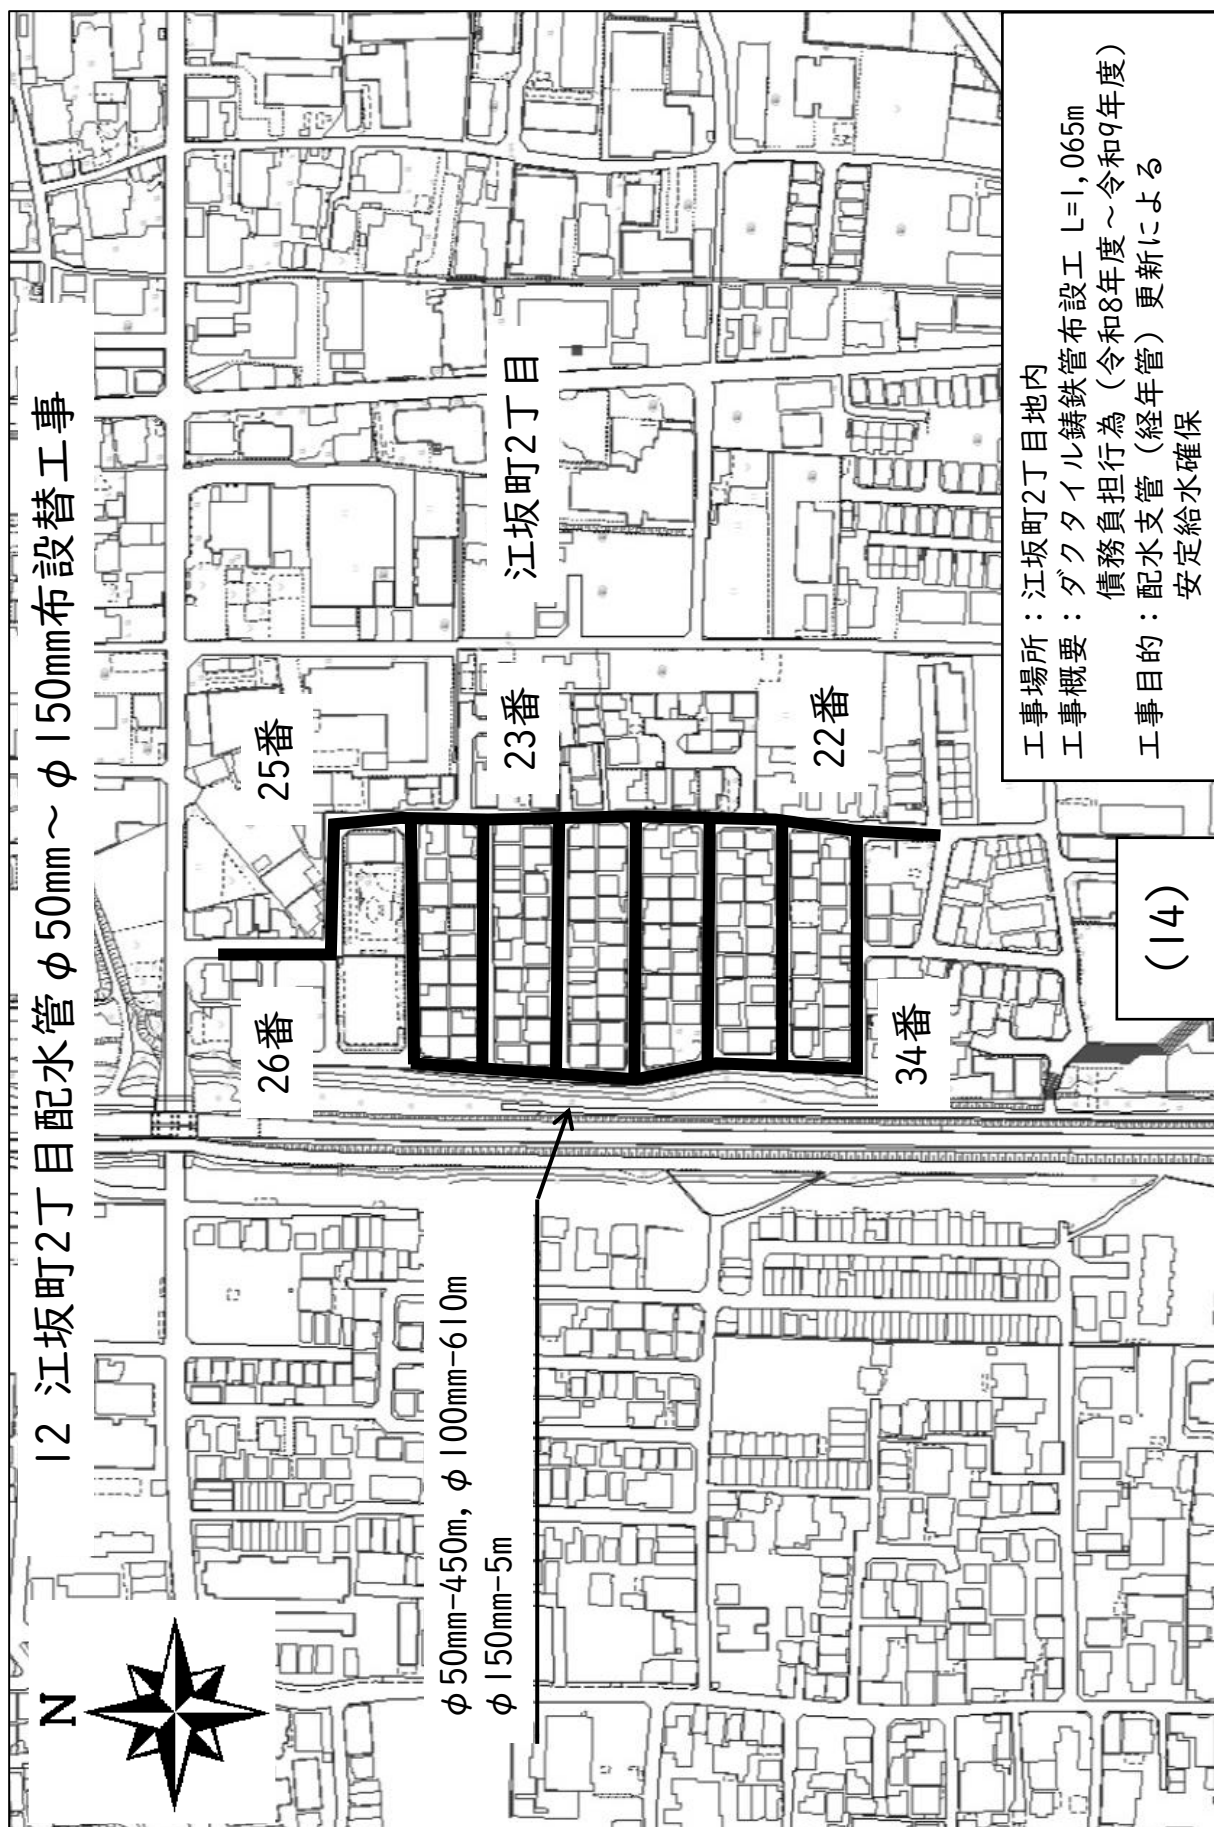 12 江坂町2丁目配水管φ50mm～φ150mm布設替工事
N
26番
25番
φ50mm-450m, φ100mm-610m
φ150mm-5m
23番
江坂町2丁目
22番
34番
工事場所：江坂町2丁目地内
工事概要：ダクタイル鋳鉄管布設工 L=1,065m
債務負担行為（令和8年度～令和9年度）
工事目的：配水支管（経年管）更新による
安定給水確保
(14)